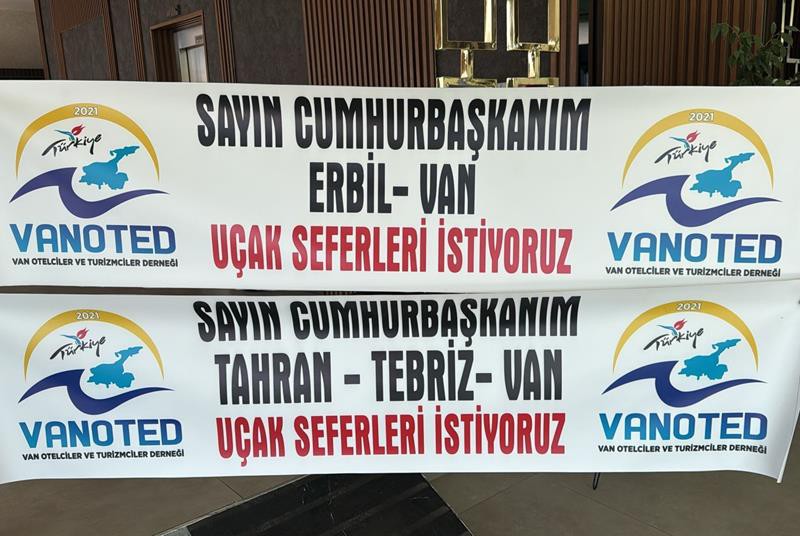 2021
Türkiye
VANOTED
VAN OTELCİLER VE TURİZMCİLER DERNEĞİ
SAYIN CUMHURBAŞKANIM
ERBİL- VAN
UÇAK SEFERLERİ İSTİYORUZ
2021
Türkiye
VANOTED
VAN OTELCİLER VE TURİZMCİLER DERNEĞİ
2021
Türkiye
VANOTED
VAN OTELCİLER VE TURİZMCİLER DERNEĞİ
SAYIN CUMHURBAŞKANIM
TAHRAN - TEBRİZ- VAN
UÇAK SEFERLERİ İSTİYORUZ
2021
Türkiye
VANOTED
VAN OTELCİLER VE TURİZMCİLER DERNEĞİ